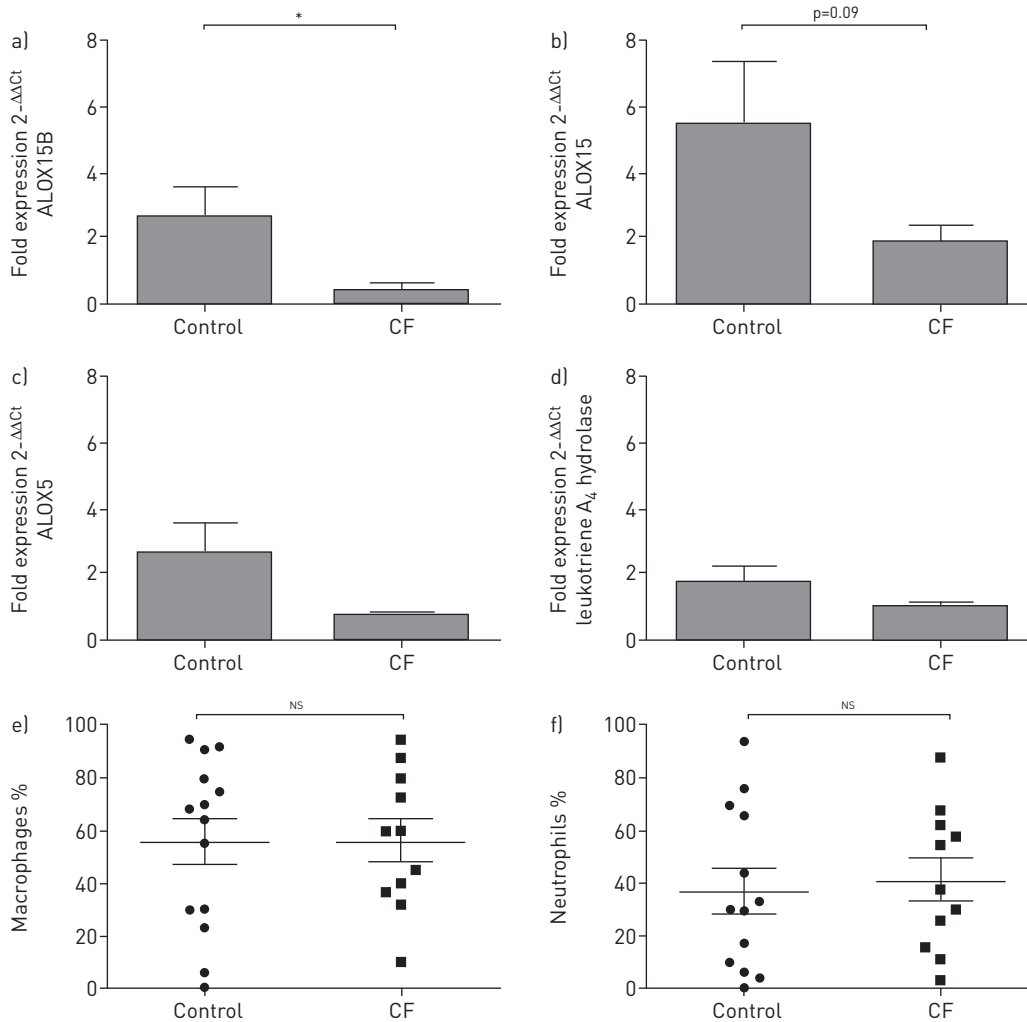 a)
*
8
6
4
2
0
Fold expression 2-ΔΔCt
ALOX15B
Control
CF
b)
p=0.09
8
6
4
2
0
Fold expression 2-ΔΔCt
ALOX15
Control
CF
c)
8
6
4
2
0
Fold expression 2-ΔΔCt
ALOX5
Control
CF
d)
8
6
4
2
0
Fold expression 2-ΔΔCt
leukotriene A4 hydrolase
Control
CF
e)
NS
100
80
60
40
20
0
Macrophages %
Control
CF
f)
NS
100
80
60
40
20
0
Neutrophils %
Control
CF